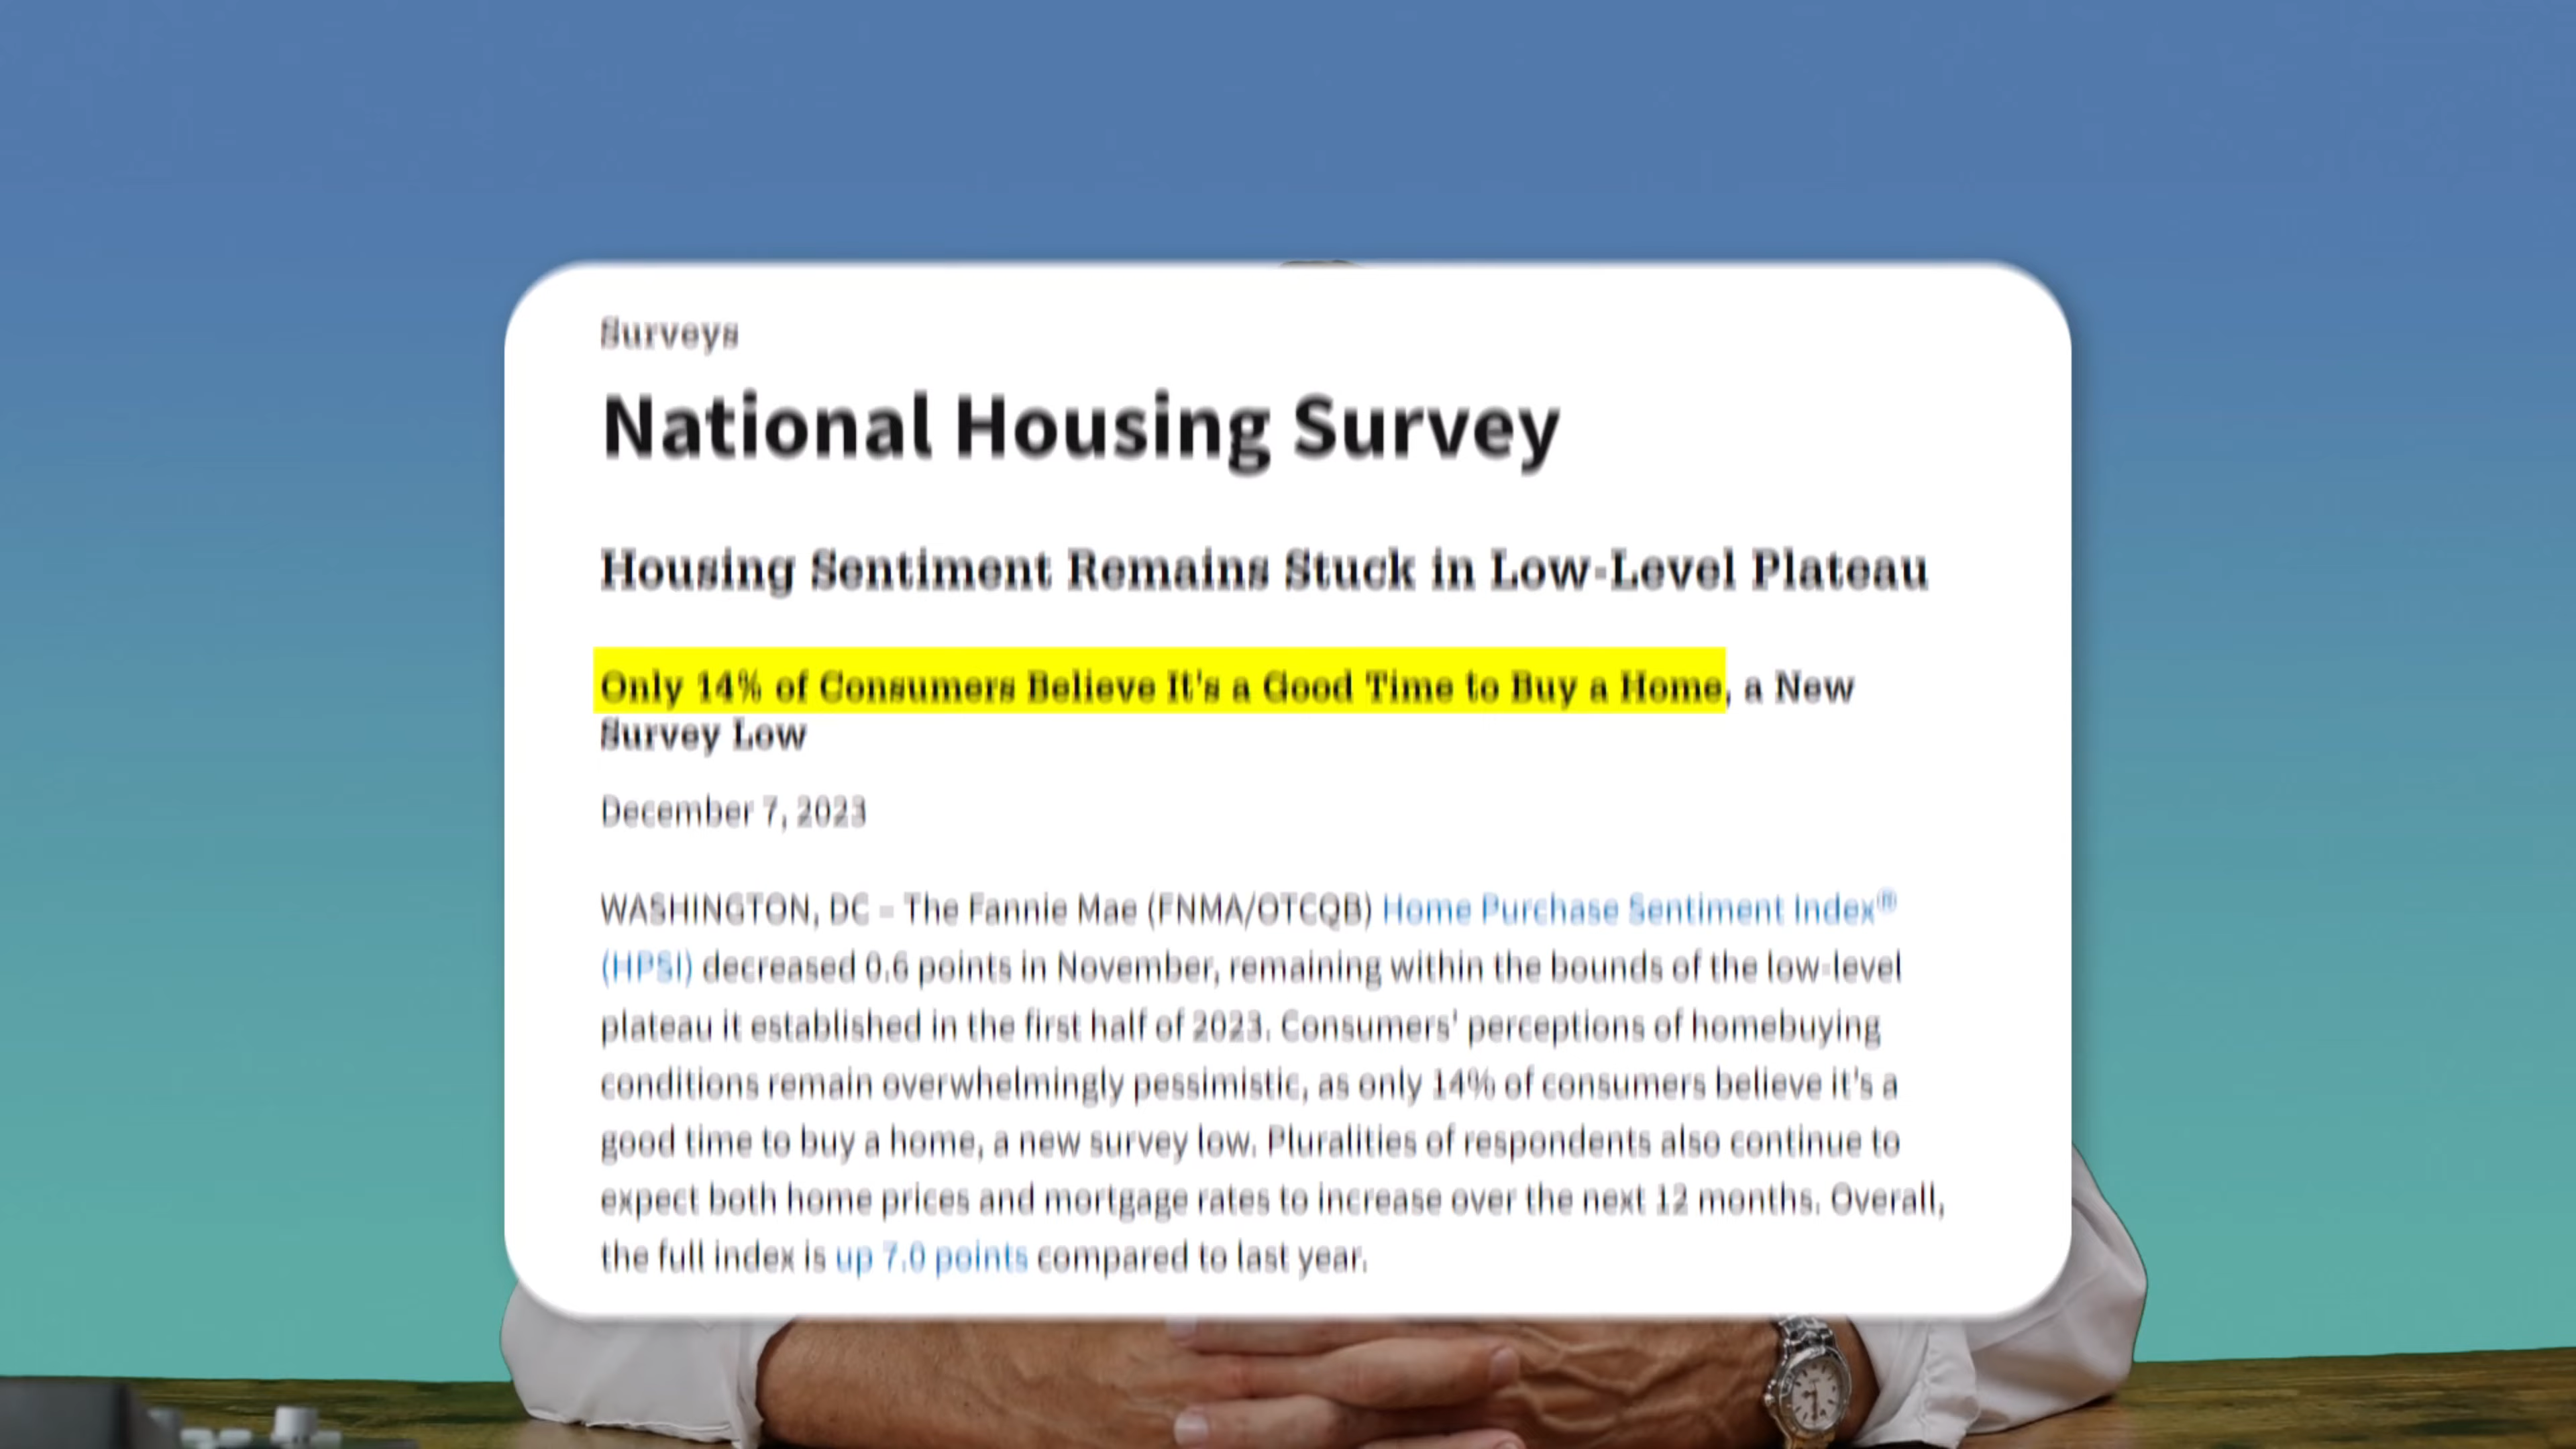 Surveys
National Housing Survey
Housing Sentiment Remains Stuck in Low-Level Plateau
Only 14% of Consumers Believe It's a Good Time to Buy a Home, a New
Survey Low
December 7, 2023
WASHINGTON, DC – The Fannie Mae (FNMA/OTCQB) Home Purchase Sentiment Index®
(HPSI) decreased 0.6 points in November, remaining within the bounds of the low-level
plateau it established in the first half of 2023. Consumers' perceptions of homebuying
conditions remain overwhelmingly pessimistic, as only 14% of consumers believe it's a
good time to buy a home, a new survey low. Pluralities of respondents also continue to
expect both home prices and mortgage rates to increase over the next 12 months. Overall,
the full index is up 7.0 points compared to last year.